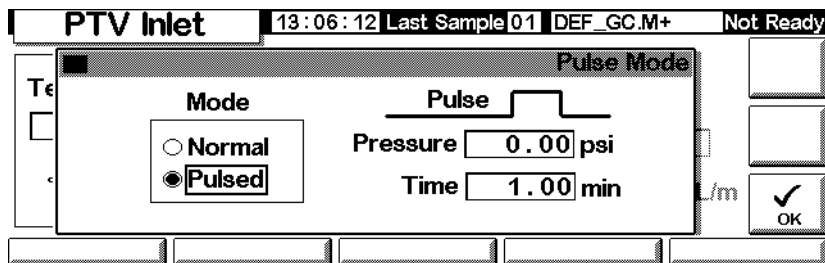 PTV Inlet 13:06:12 Last Sample 01 DEF_GC.M+ Not Ready
Pulse Mode
Te
Mode
Normal
Pulsed
Pulse
Pressure 0.00 psi
Time 1.00 min
L/m
OK